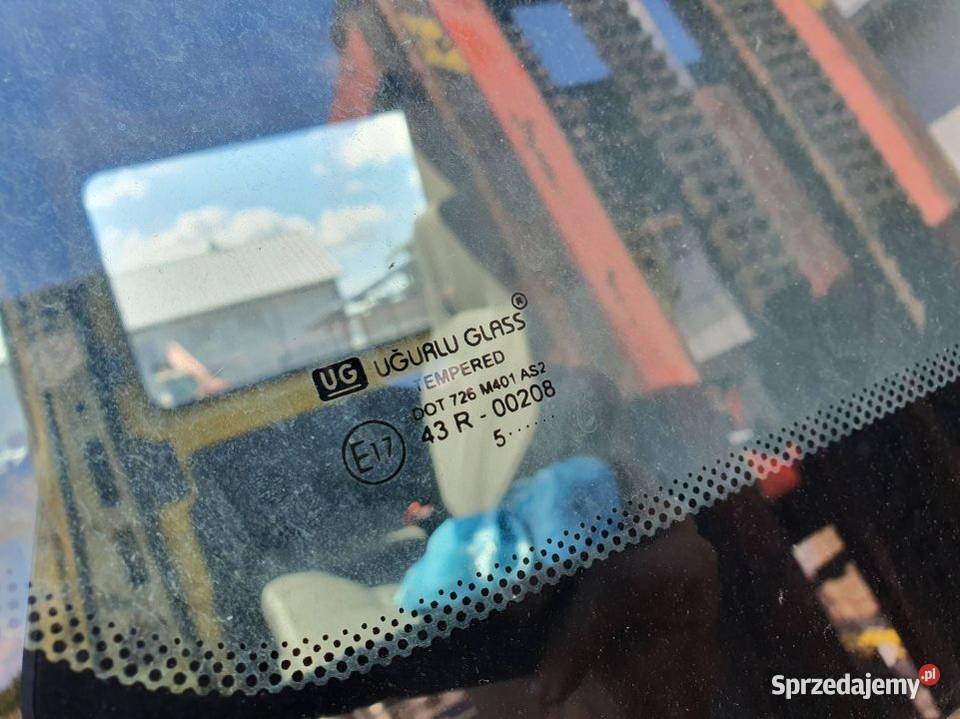 UG UĞURLU GLASS®
TEMPERED
DOT 726 M401 AS2
E17 43 R - 00208
5······
Sprzedajemy.pl